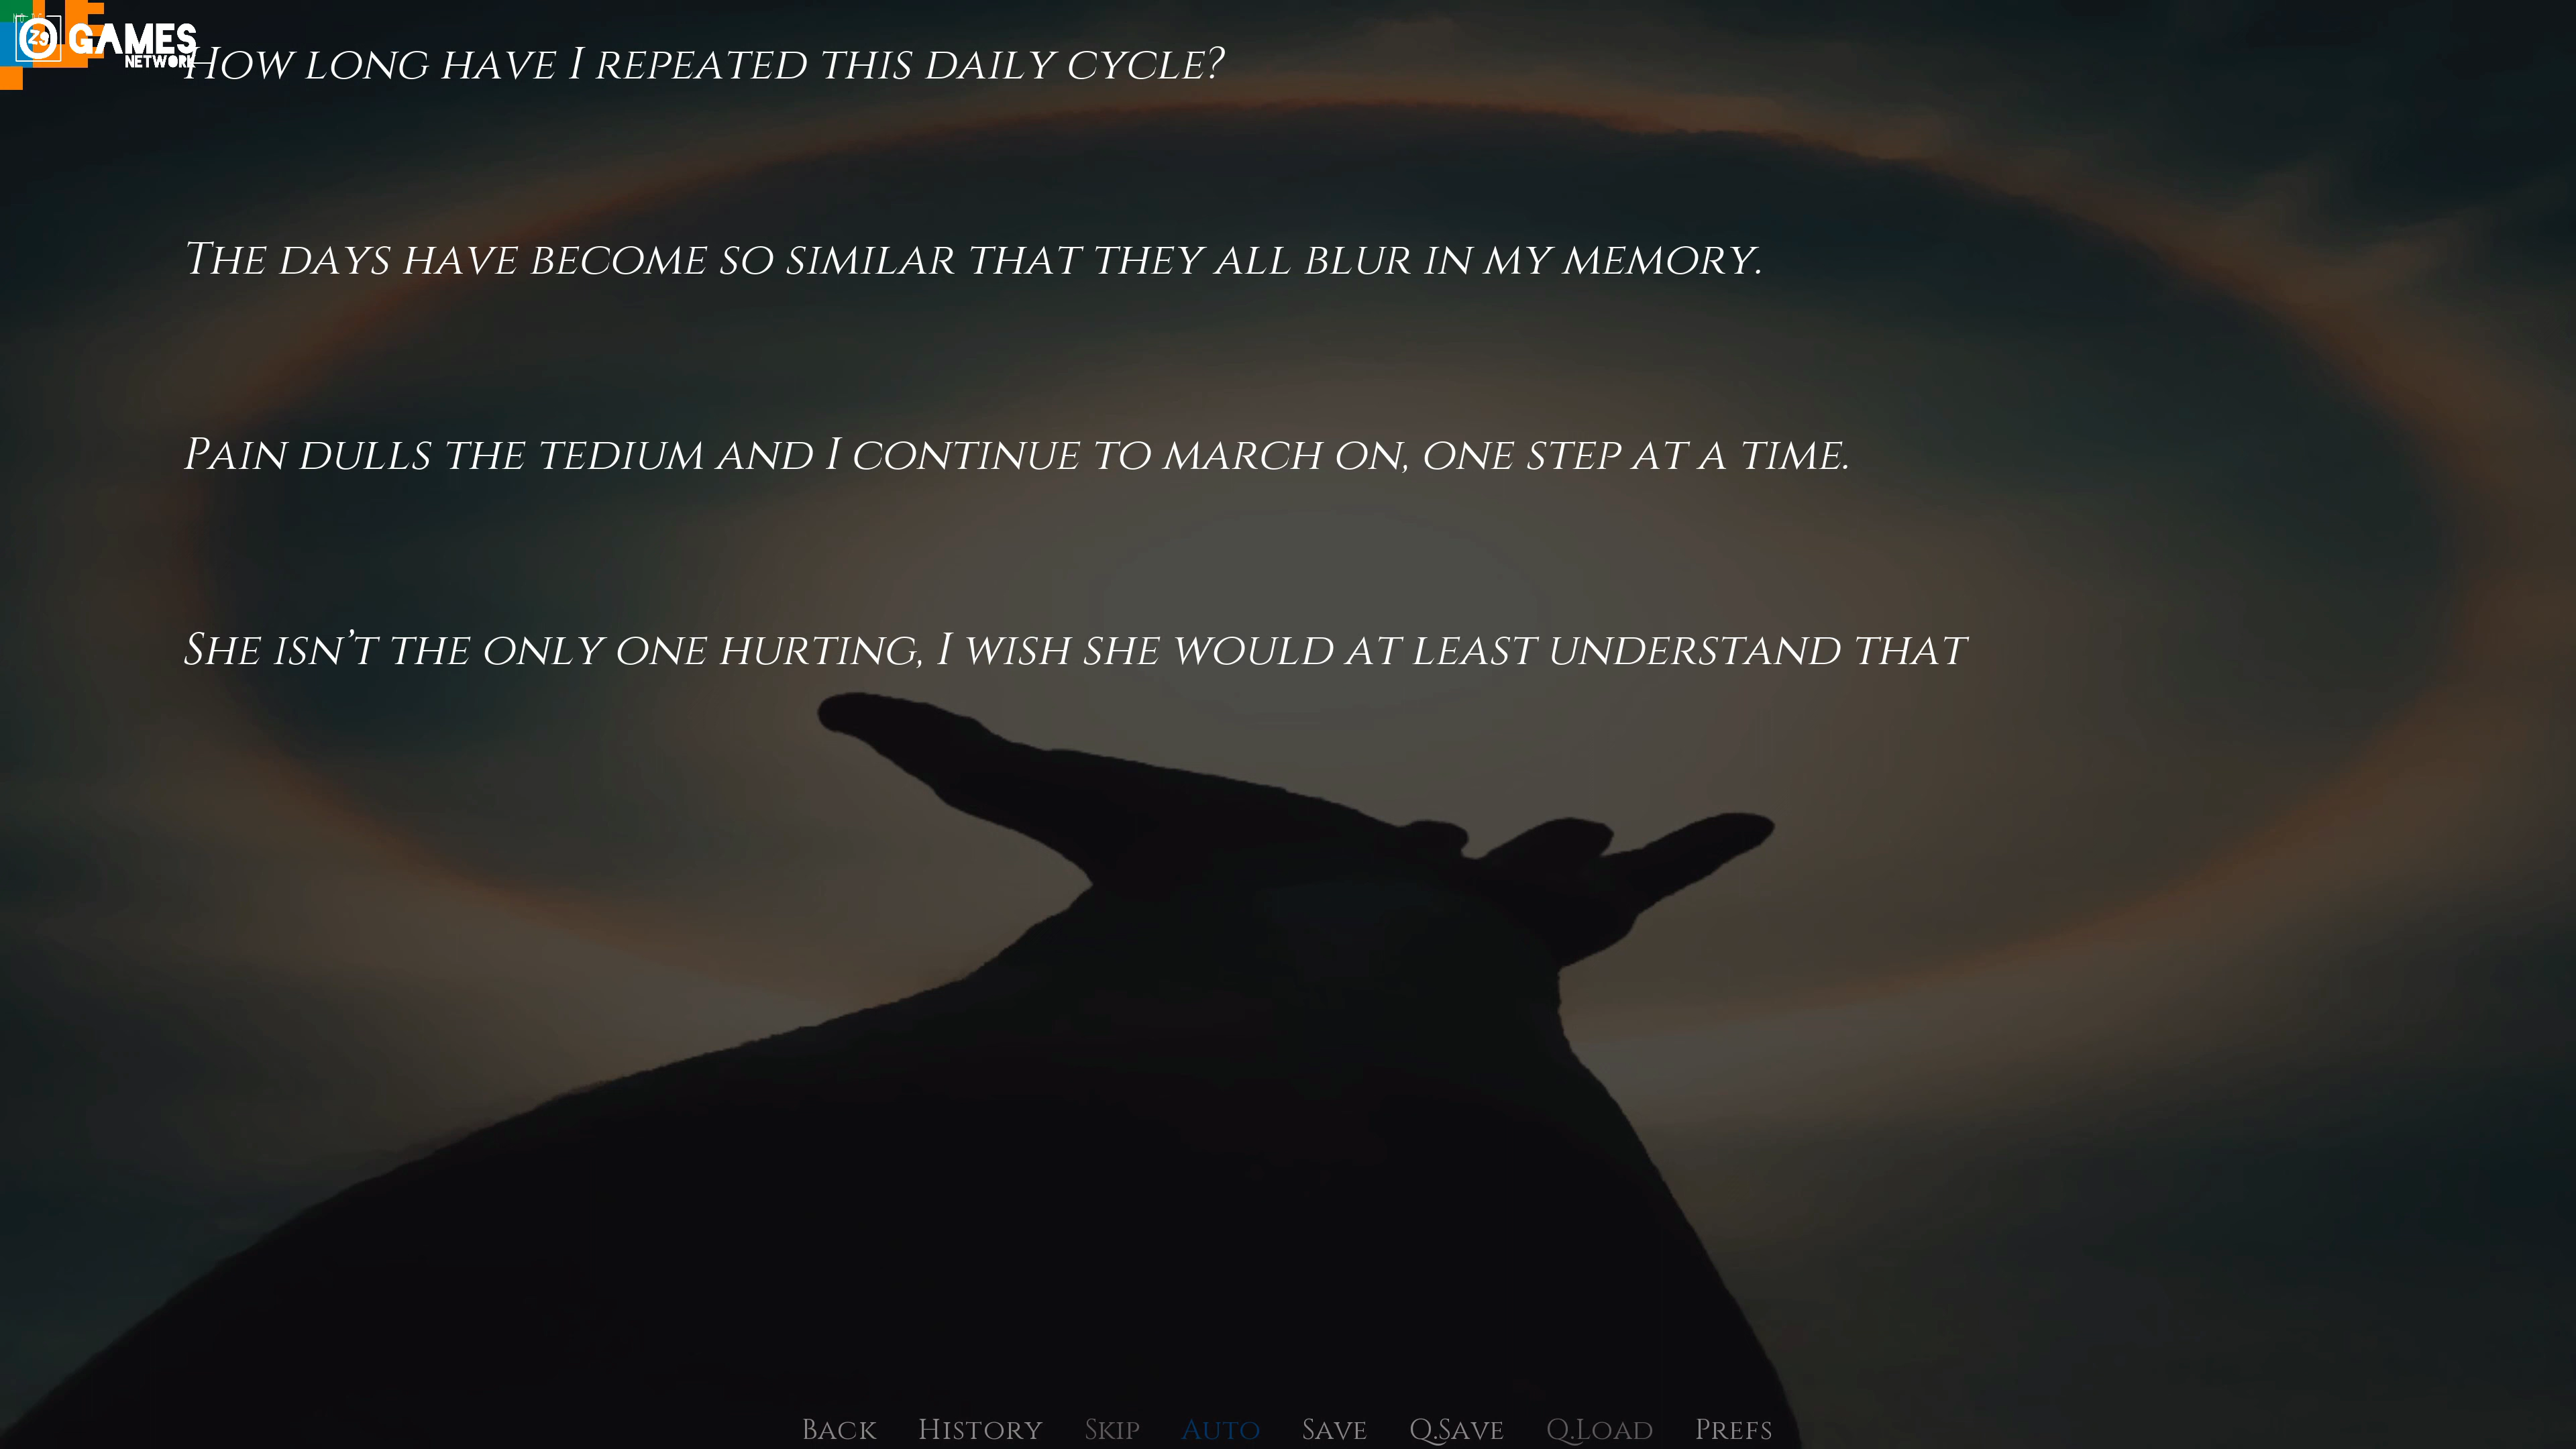 GAMES
NETWORK
How long have I repeated this daily cycle?
The days have become so similar that they all blur in my memory.
Pain dulls the tedium and I continue to march on, one step at a time.
She isn’t the only one hurting, I wish she would at least understand that
Back History Skip Auto Save Q.Save Q.Load Prefs